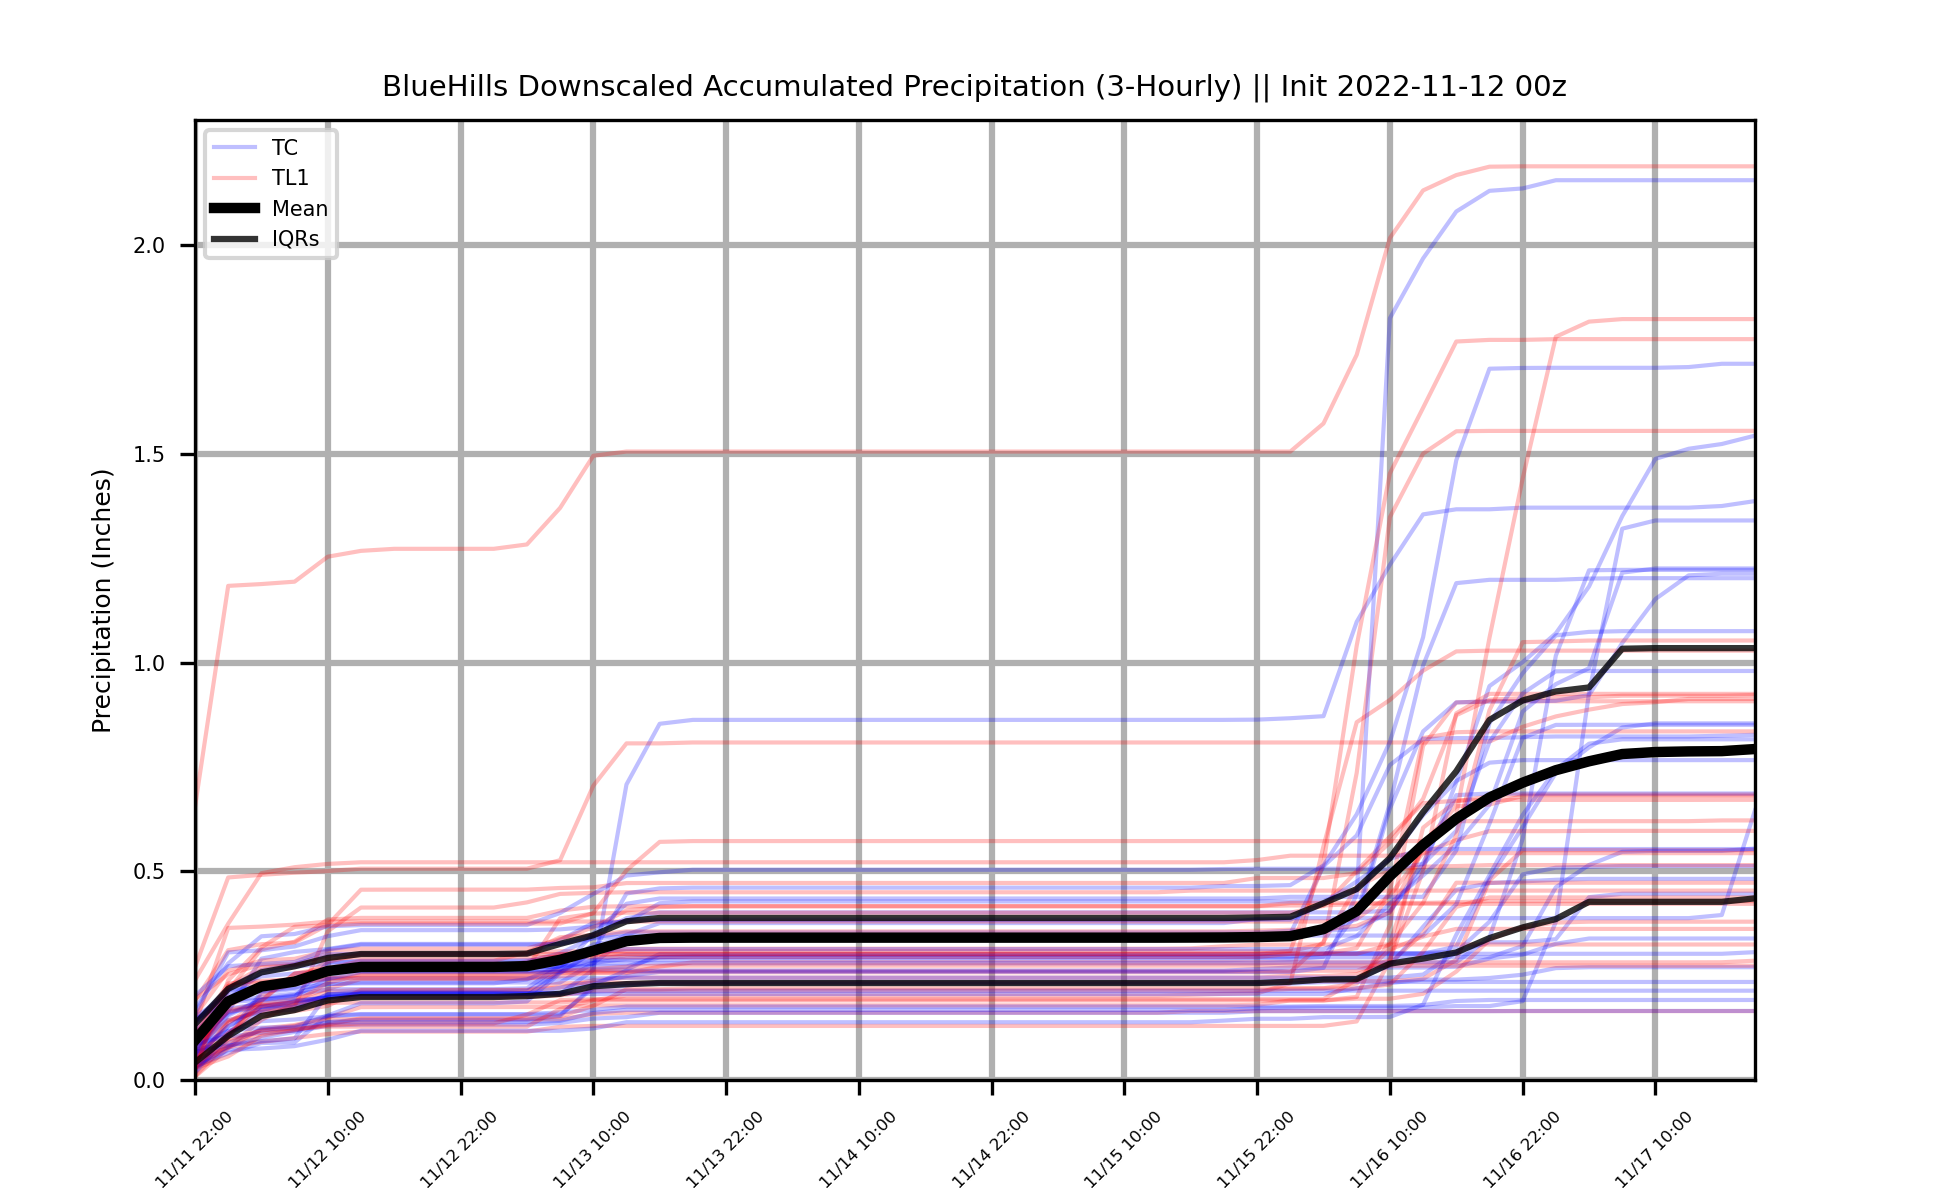 BlueHills Downscaled Accumulated Precipitation (3-Hourly) || Init 2022-11-12 00z
TC
TL1
Mean
IQRs
Precipitation (Inches)
2.0
1.5
1.0
0.5
0.0
11/11 22:00
11/12 10:00
11/12 22:00
11/13 10:00
11/13 22:00
11/14 10:00
11/14 22:00
11/15 10:00
11/15 22:00
11/16 10:00
11/16 22:00
11/17 10:00